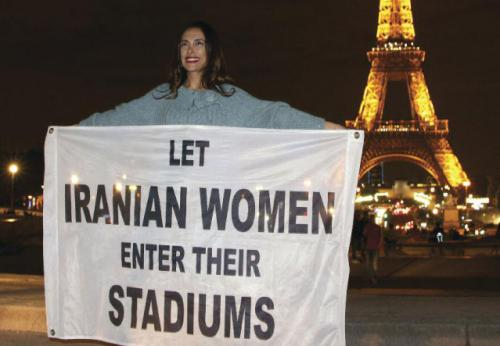 LET
IRANIAN WOMEN
ENTER THEIR
STADIUMS